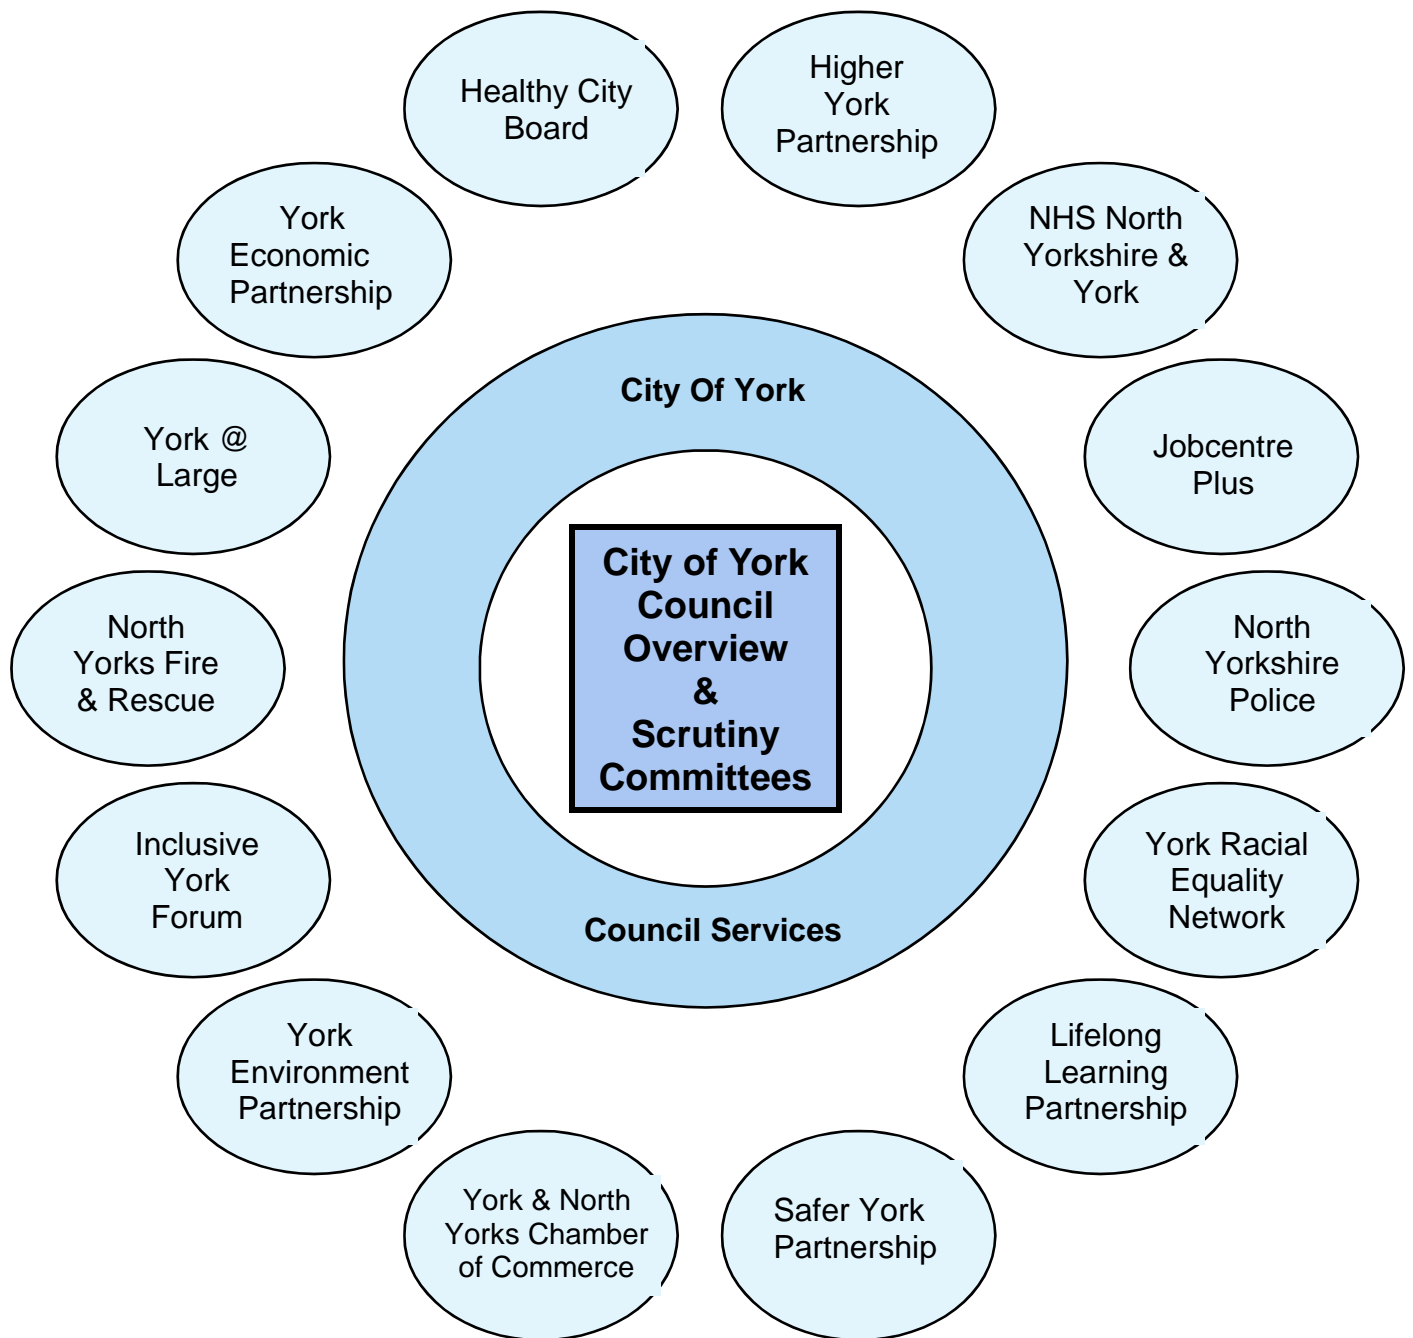 Healthy City
Board
Higher
York
Partnership
York
Economic
Partnership
NHS North
Yorkshire &
York
City Of York
York @
Large
Jobcentre
Plus
City of York
Council
Overview
&
Scrutiny
Committees
North
Yorks Fire
& Rescue
North
Yorkshire
Police
Inclusive
York
Forum
York Racial
Equality
Network
Council Services
York
Environment
Partnership
Lifelong
Learning
Partnership
York & North
Yorks Chamber
of Commerce
Safer York
Partnership